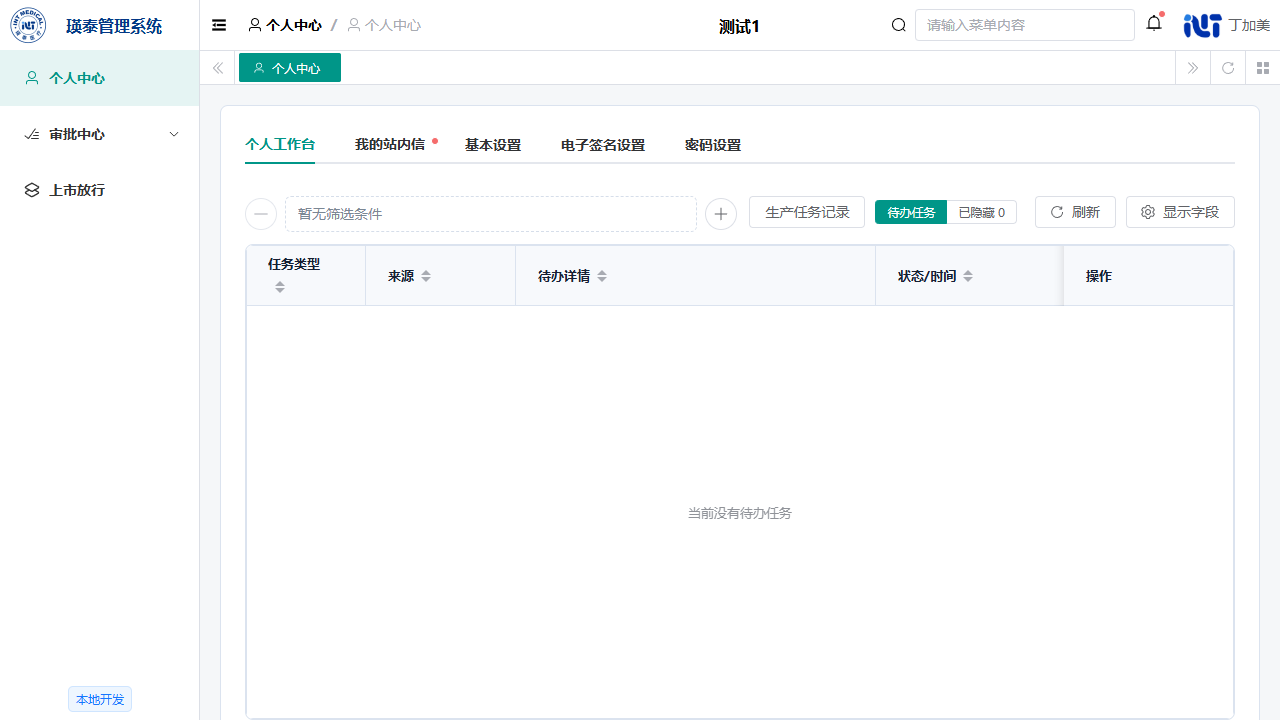 瑛泰管理系统
个人中心 / 个人中心
测试1
请输入菜单内容
丁加美
个人中心
个人中心
审批中心
上市放行
个人工作台
我的站内信
基本设置
电子签名设置
密码设置
暂无筛选条件
生产任务记录
待办任务
已隐藏 0
刷新
显示字段
任务类型
来源
待办详情
状态/时间
操作
当前没有待办任务
本地开发